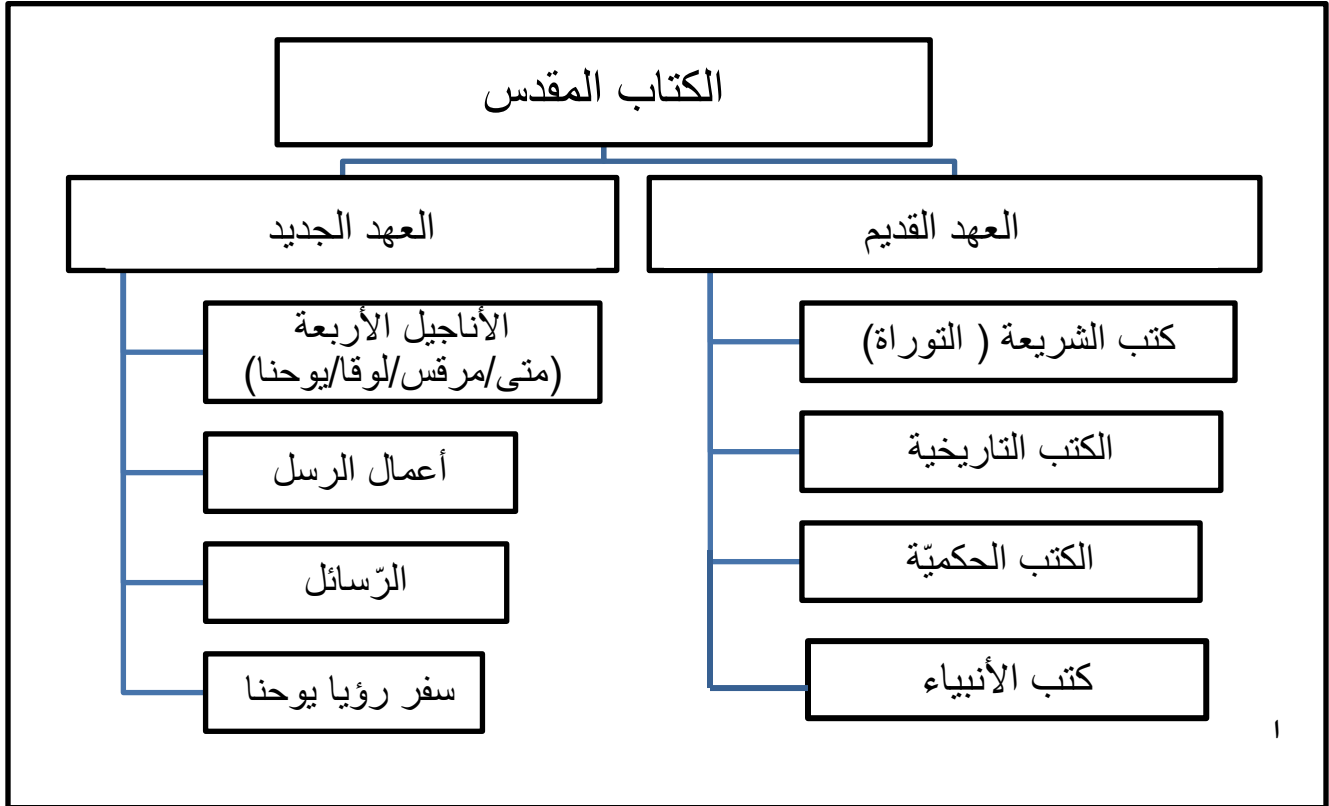 الكتاب المقدس
العهد القديم
كتب الشريعة ( التوراة)
الكتب التاريخية
الكتب الحكميّة
كتب الأنبياء
العهد الجديد
الأناجيل الأربعة
(متى/مرقس/لوقا/يوحنا)
أعمال الرسل
الرّسائل
سفر رؤيا يوحنا
١